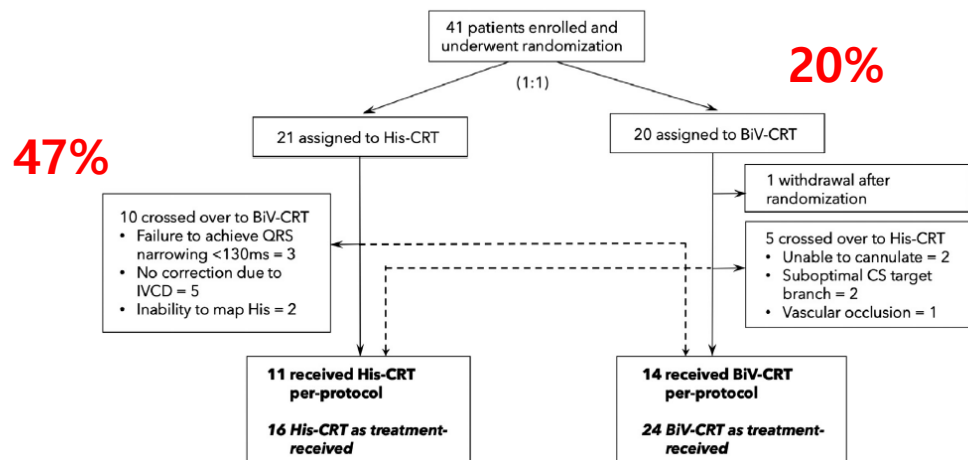 41 patients enrolled and
underwent randomization
20%
(1:1)
21 assigned to His-CRT
20 assigned to BiV-CRT
47%
1 withdrawal after
randomization
10 crossed over to BiV-CRT
• Failure to achieve QRS
narrowing <130ms = 3
• No correction due to
IVCD = 5
• Inability to map His = 2
5 crossed over to His-CRT
• Unable to cannulate = 2
• Suboptimal CS target
branch = 2
• Vascular occlusion = 1
11 received His-CRT
per-protocol
16 His-CRT as treatment-
received
14 received BiV-CRT
per-protocol
24 BiV-CRT as treatment-
received